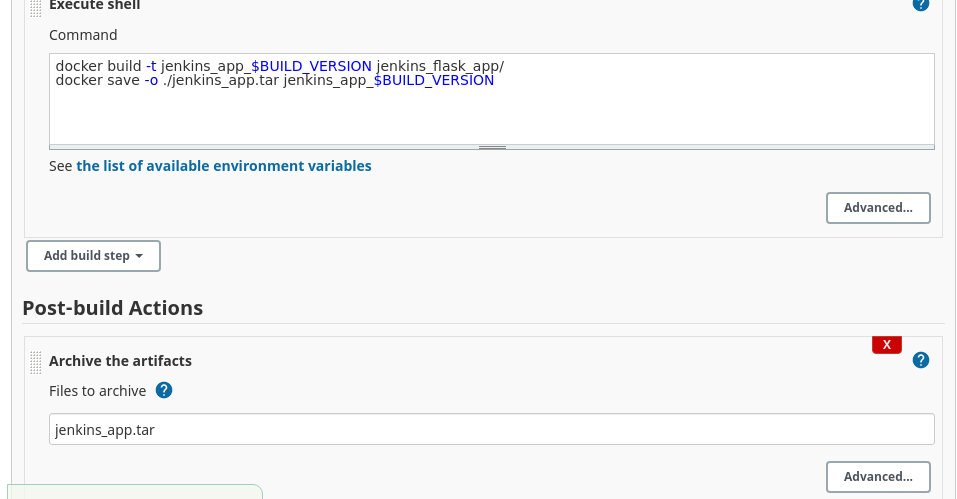 Execute shell
?
Command
docker build -t jenkins_app_$BUILD_VERSION jenkins_flask_app/
docker save -o ./jenkins_app.tar jenkins_app_$BUILD_VERSION
See the list of available environment variables
Advanced...
Add build step
Post-build Actions
X
Archive the artifacts
?
Files to archive ?
jenkins_app.tar
Advanced...